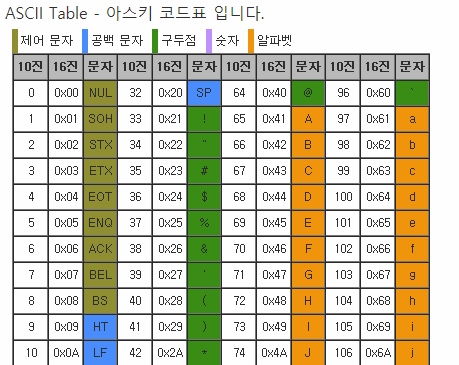 ASCII Table - 아스키 코드표 입니다.
제어 문자 공백 문자 구두점 숫자 알파벳
10진 16진 문자 10진 16진 문자 10진 16진 문자 10진 16진 문자
0 0x00 NUL 32 0x20 SP 64 0x40 @ 96 0x60 `
1 0x01 SOH 33 0x21 ! 65 0x41 A 97 0x61 a
2 0x02 STX 34 0x22 " 66 0x42 B 98 0x62 b
3 0x03 ETX 35 0x23 # 67 0x43 C 99 0x63 c
4 0x04 EOT 36 0x24 $ 68 0x44 D 100 0x64 d
5 0x05 ENQ 37 0x25 % 69 0x45 E 101 0x65 e
6 0x06 ACK 38 0x26 & 70 0x46 F 102 0x66 f
7 0x07 BEL 39 0x27 ' 71 0x47 G 103 0x67 g
8 0x08 BS 40 0x28 ( 72 0x48 H 104 0x68 h
9 0x09 HT 41 0x29 ) 73 0x49 I 105 0x69 i
10 0x0A LF 42 0x2A * 74 0x4A J 106 0x6A j